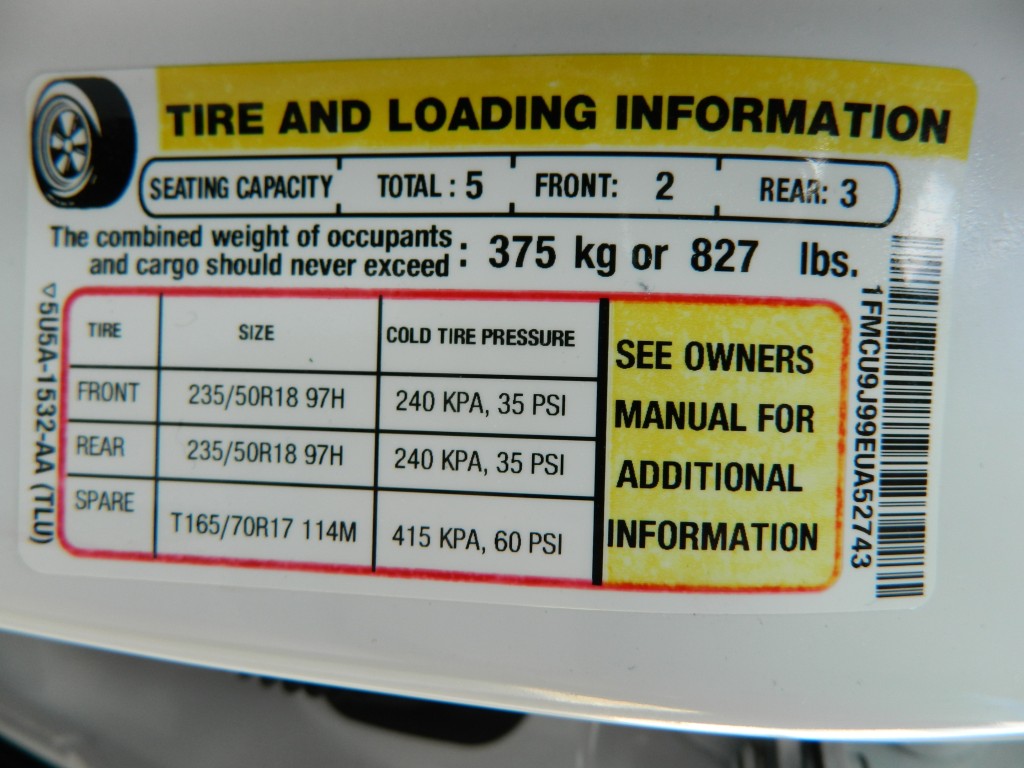 TIRE AND LOADING INFORMATION
SEATING CAPACITY TOTAL : 5 FRONT: 2 REAR: 3
The combined weight of occupants
and cargo should never exceed : 375 kg or 827 lbs.
TIRE SIZE COLD TIRE PRESSURE
FRONT 235/50R18 97H 240 KPA, 35 PSI
REAR 235/50R18 97H 240 KPA, 35 PSI
SPARE T165/70R17 114M 415 KPA, 60 PSI
SEE OWNERS
MANUAL FOR
ADDITIONAL
INFORMATION
5U5A-1532-AA (TLU)
1FMCU9J99EUA52743